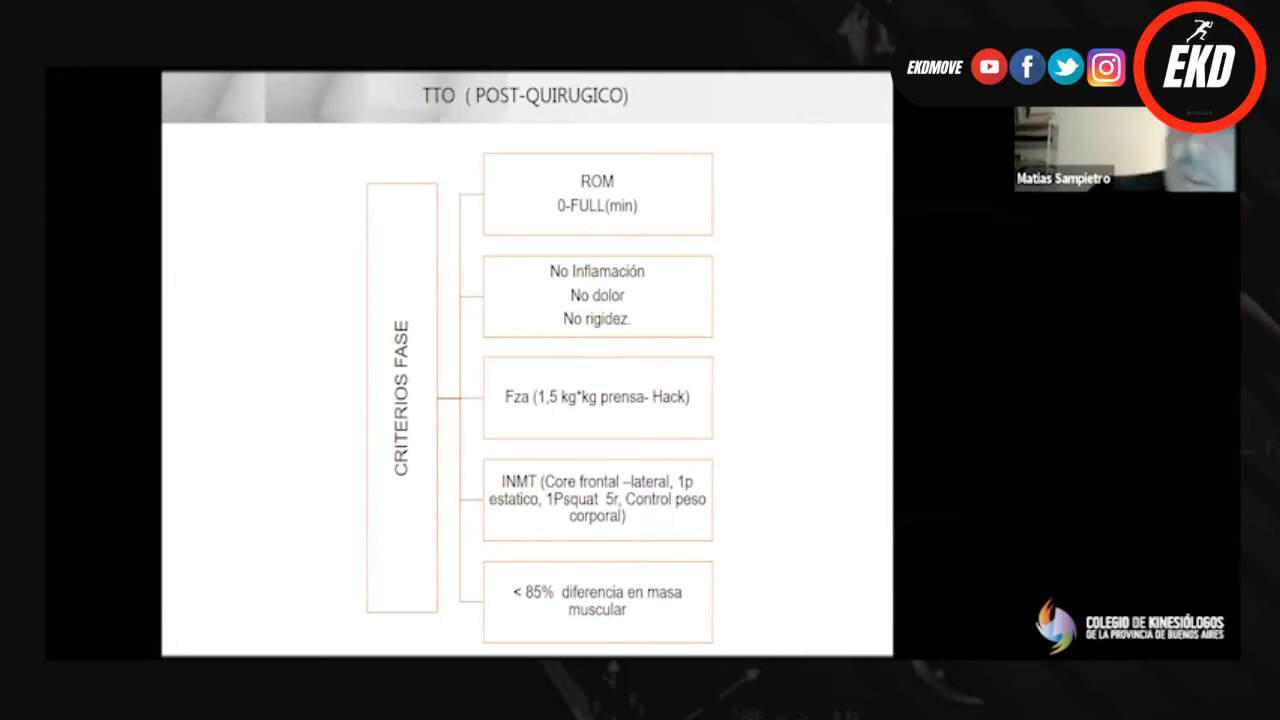 TTO ( POST-QUIRUGICO)
EKDMOVE
EKD
Matias Sampietro
CRITERIOS FASE
ROM
0-FULL(min)
No Inflamación
No dolor
No rigidez.
Fza (1,5 kg*kg prensa- Hack)
INMT (Core frontal –lateral, 1p
estatico, 1Psquat 5r, Control peso
corporal)
< 85% diferencia en masa
muscular
COLEGIO DE KINESIÓLOGOS
DE LA PROVINCIA DE BUENOS AIRES